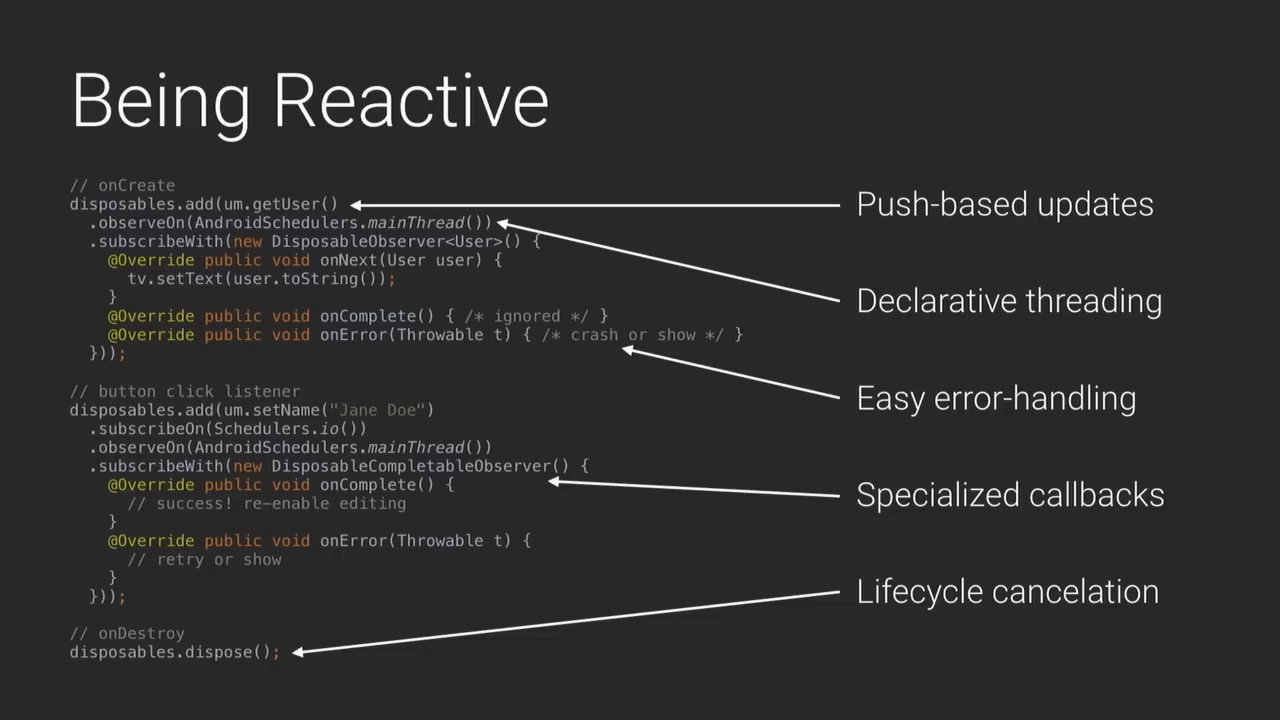 Being Reactive
// onCreate
disposables.add(um.getUser()
.observeOn(AndroidSchedulers.mainThread())
.subscribeWith(new DisposableObserver<User>() {
@Override public void onNext(User user) {
tv.setText(user.toString());
}
@Override public void onComplete() { /* ignored */ }
@Override public void onError(Throwable t) { /* crash or show */ }
}));
// button click listener
disposables.add(um.setName("Jane Doe")
.subscribeOn(Schedulers.io())
.observeOn(AndroidSchedulers.mainThread())
.subscribeWith(new DisposableCompletableObserver() {
@Override public void onComplete() {
// success! re-enable editing
}
@Override public void onError(Throwable t) {
// retry or show
}
}));
// onDestroy
disposables.dispose();
Push-based updates
Declarative threading
Easy error-handling
Specialized callbacks
Lifecycle cancelation